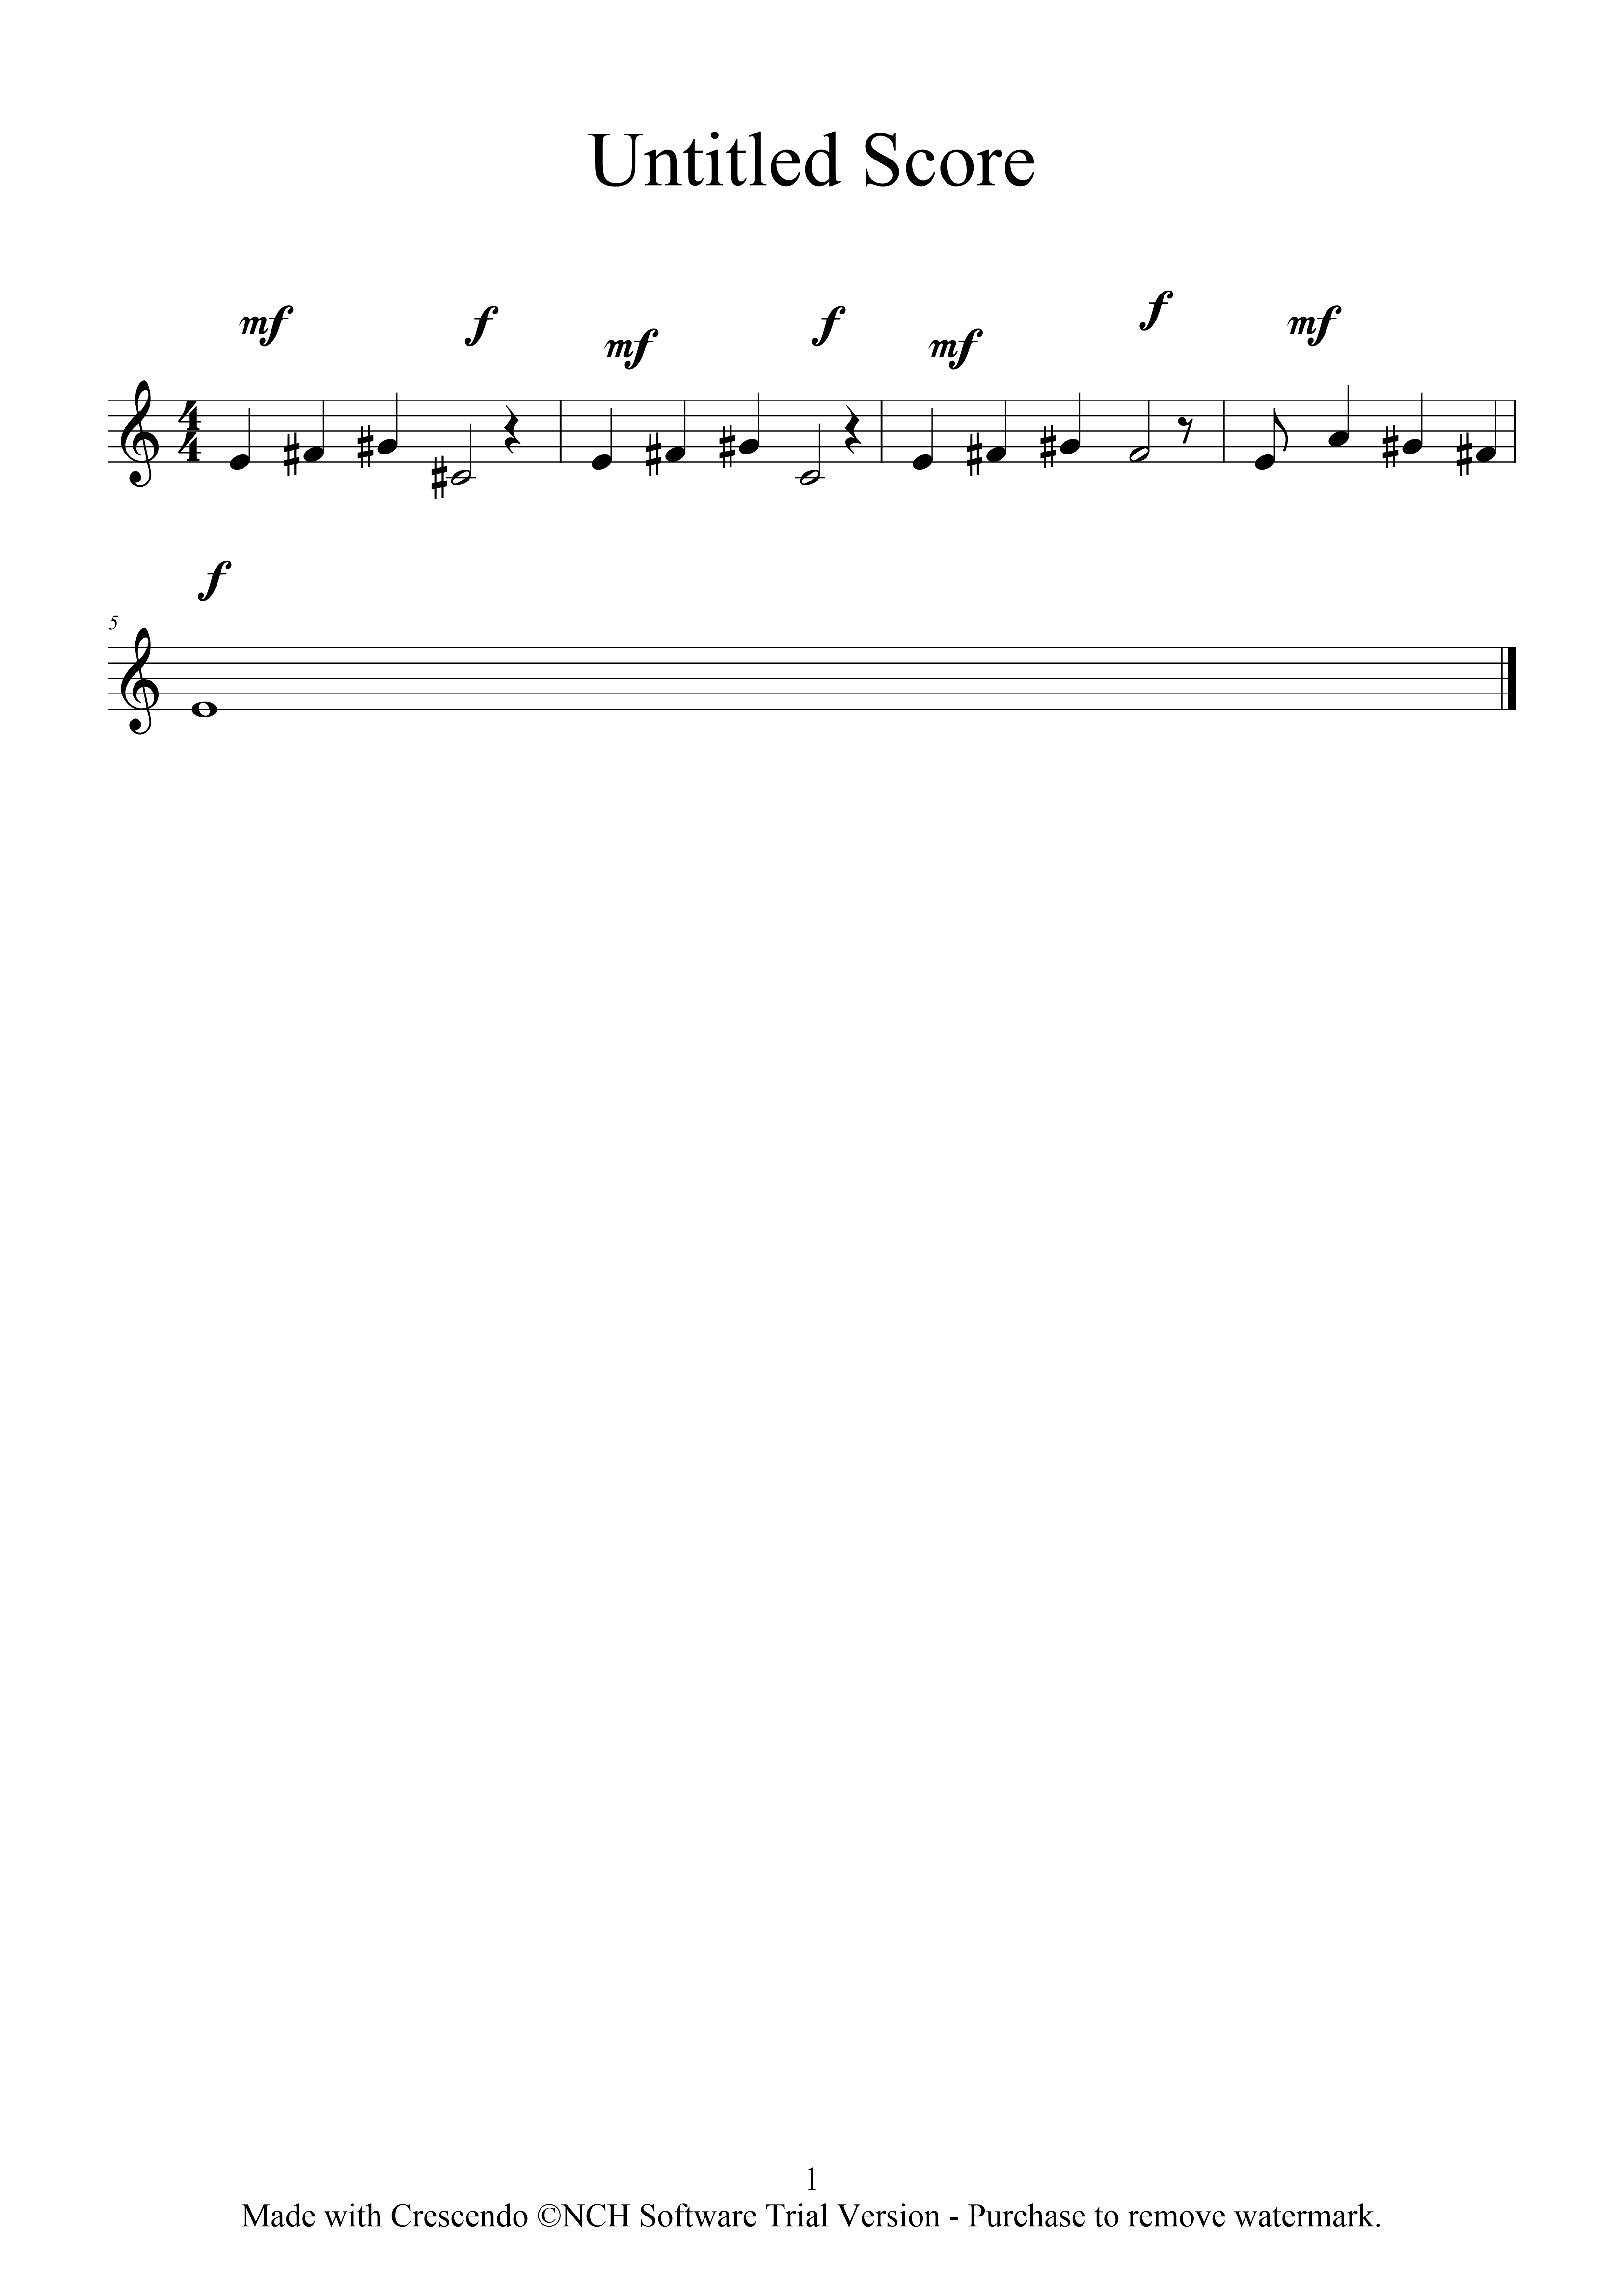 Untitled Score
mf f mf f mf f mf
4
4
f
5
1
Made with Crescendo ©NCH Software Trial Version - Purchase to remove watermark.